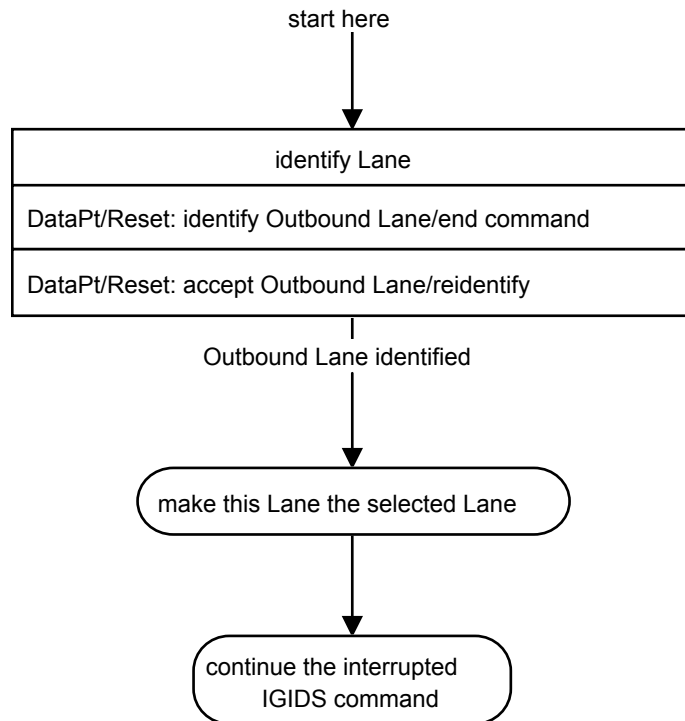 start here
identify Lane
DataPt/Reset: identify Outbound Lane/end command
DataPt/Reset: accept Outbound Lane/reidentify
Outbound Lane identified
make this Lane the selected Lane
continue the interrupted
IGIDS command